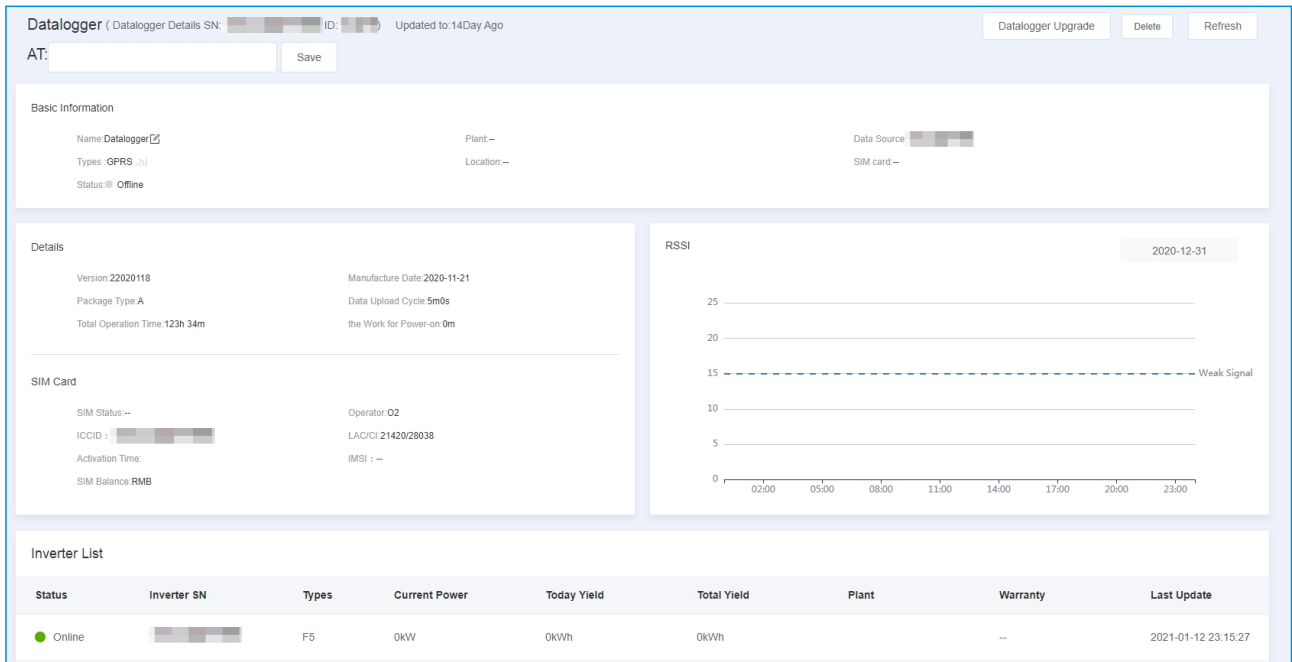 Datalogger ( Datalogger Details SN: ID: ) Updated to:14Day Ago Datalogger Upgrade Delete Refresh
AT: Save
Basic Information
Name:Datalogger Plant:-- Data Source
Types :GPRS Location:-- SIM card:--
Status: Offline
Details
Version:22020118 Manufacture Date:2020-11-21
Package Type:A Data Upload Cycle:5m0s
Total Operation Time:123h 34m the Work for Power-on:0m
SIM Card
SIM Status:-- Operator:O2
ICCID : LAC/CI:21420/28038
Activation Time: IMSI : --
SIM Balance:RMB
RSSI 2020-12-31
25
20
15 Weak Signal
10
5
0
02:00 05:00 08:00 11:00 14:00 17:00 20:00 23:00
Inverter List
Status Inverter SN Types Current Power Today Yield Total Yield Plant Warranty Last Update
Online F5 0kW 0kWh 0kWh -- 2021-01-12 23:15:27